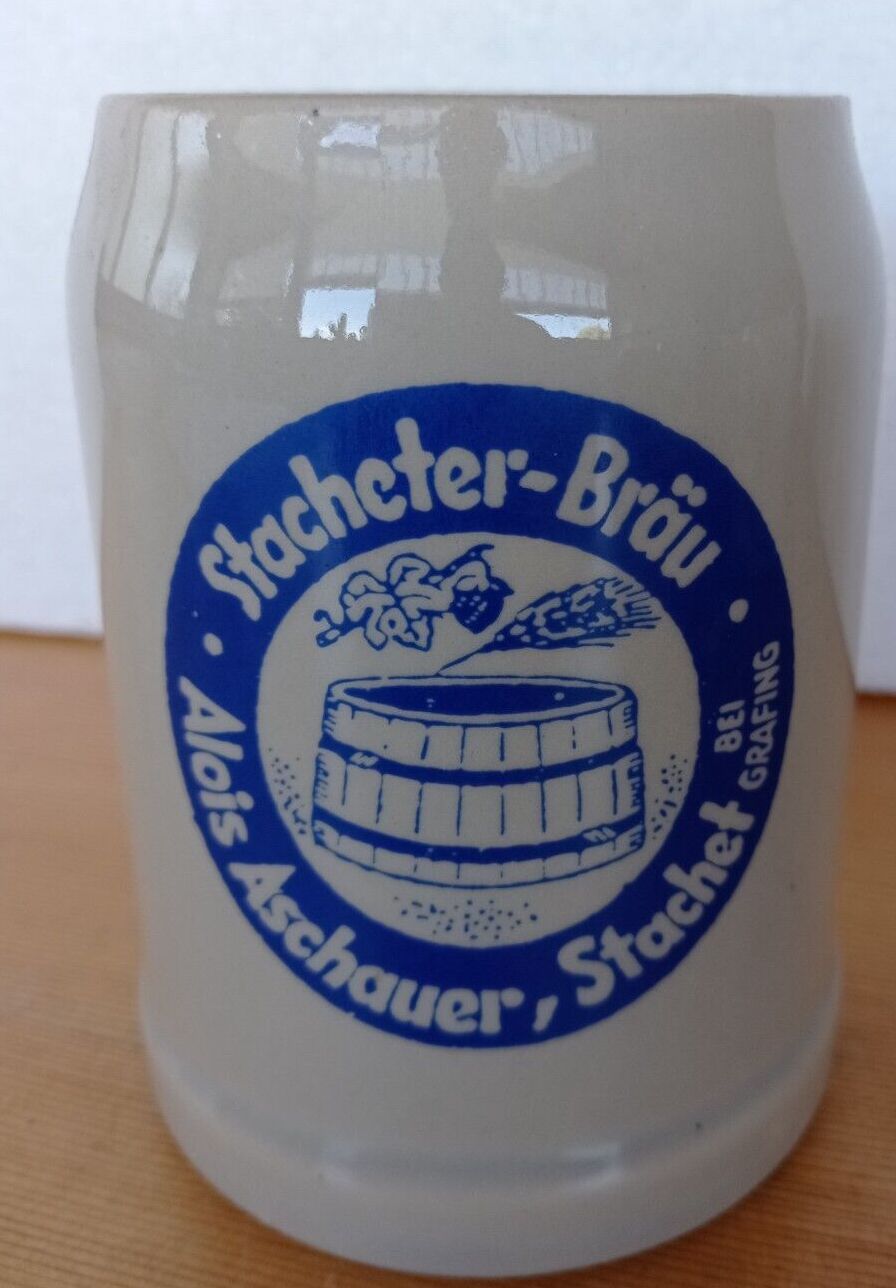 Stacheter-Bräu
Alois Aschauer, Stachet
BEI
GRAFING